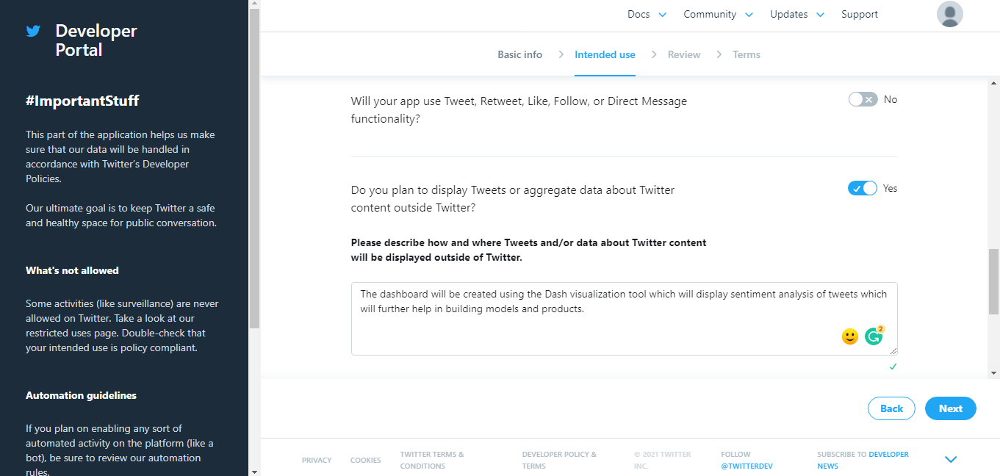 Developer
Portal
#ImportantStuff
This part of the application helps us make
sure that our data will be handled in
accordance with Twitter's Developer
Policies.
Our ultimate goal is to keep Twitter a safe
and healthy space for public conversation.
What's not allowed
Some activities (like surveillance) are never
allowed on Twitter. Take a look at our
restricted uses page. Double-check that
your intended use is policy compliant.
Automation guidelines
If you plan on enabling any sort of
automated activity on the platform (like a
bot), be sure to review our automation
rules.
Docs Community Updates Support
Basic info Intended use Review Terms
Will your app use Tweet, Retweet, Like, Follow, or Direct Message
functionality?
No
Do you plan to display Tweets or aggregate data about Twitter
content outside Twitter?
Yes
Please describe how and where Tweets and/or data about Twitter content
will be displayed outside of Twitter.
The dashboard will be created using the Dash visualization tool which will display sentiment analysis of tweets which
will further help in building models and products.
2
Back Next
PRIVACY
COOKIES
TWITTER TERMS &
CONDITIONS
DEVELOPER POLICY &
TERMS
© 2021 TWITTER
INC.
FOLLOW
@TWITTERDEV
SUBSCRIBE TO DEVELOPER
NEWS